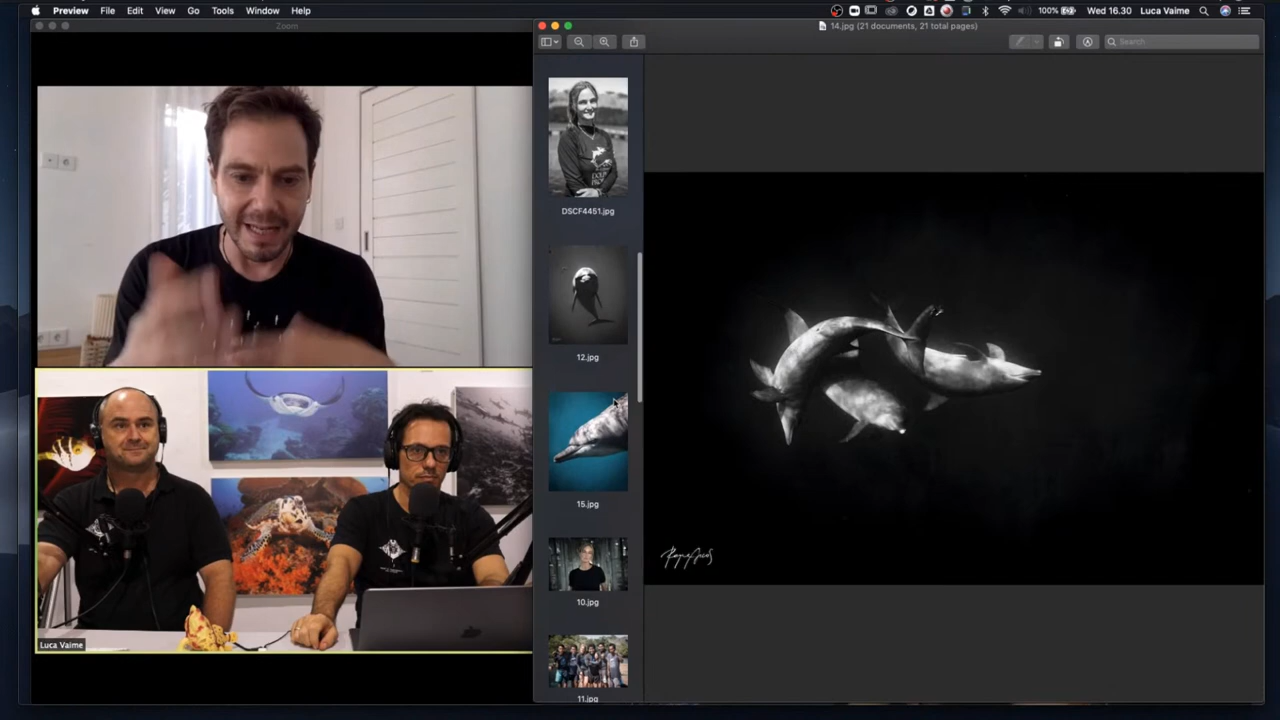 Preview File Edit View Go Tools Window Help
100% Wed 16.30 Luca Vaime
Zoom
14.jpg (21 documents, 21 total pages)
Search
DSCF4451.jpg
12.jpg
15.jpg
10.jpg
11.jpg
Luca Vaime